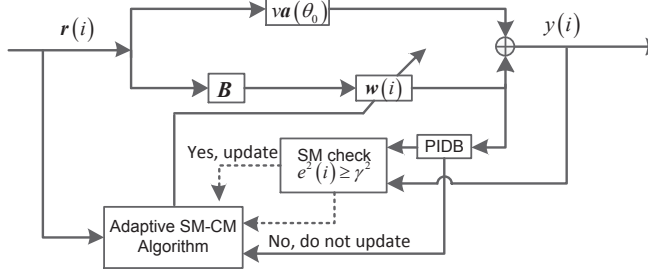 va(θ₀)
r(i)
y(i)
B
w(i)
PIDB
Yes, update
SM check
e²(i) ≥ γ²
Adaptive SM-CM
Algorithm
No, do not update